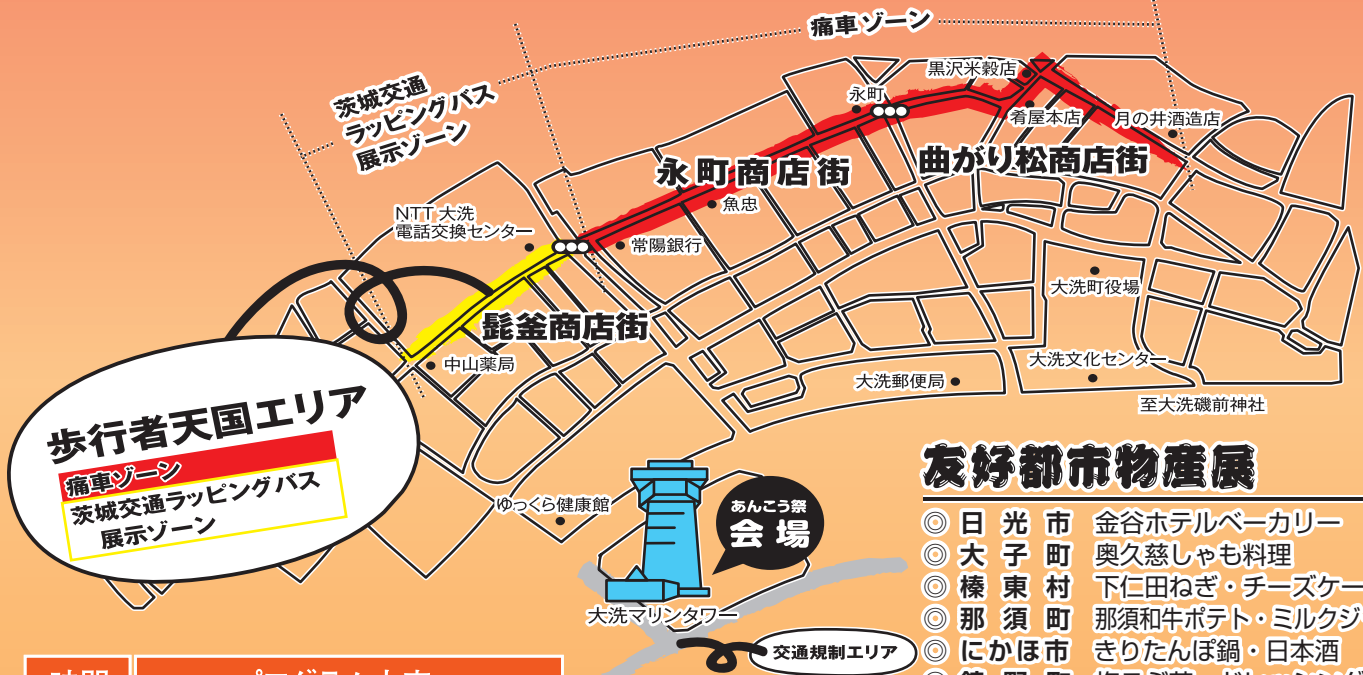 痛車ゾーン
茨城交通
ラッピングバス
展示ゾーン
黒沢米穀店
永町
肴屋本店
月の井酒造店
永町商店街
曲がり松商店街
魚忠
NTT大洗
電話交換センター
常陽銀行
大洗町役場
髭釜商店街
中山薬局
大洗文化センター
大洗郵便局
至大洗磯前神社
歩行者天国エリア
痛車ゾーン
茨城交通ラッピングバス
展示ゾーン
ゆっくら健康館
あんこう祭
会場
大洗マリンタワー
交通規制エリア
友好都市物産展
◎日光市 金谷ホテルベーカリー
◎大子町 奥久慈しゃも料理
◎榛東村 下仁田ねぎ・チーズケー
◎那須町 那須和牛ポテト・ミルクジ
◎にかほ市 きりたんぽ鍋・日本酒